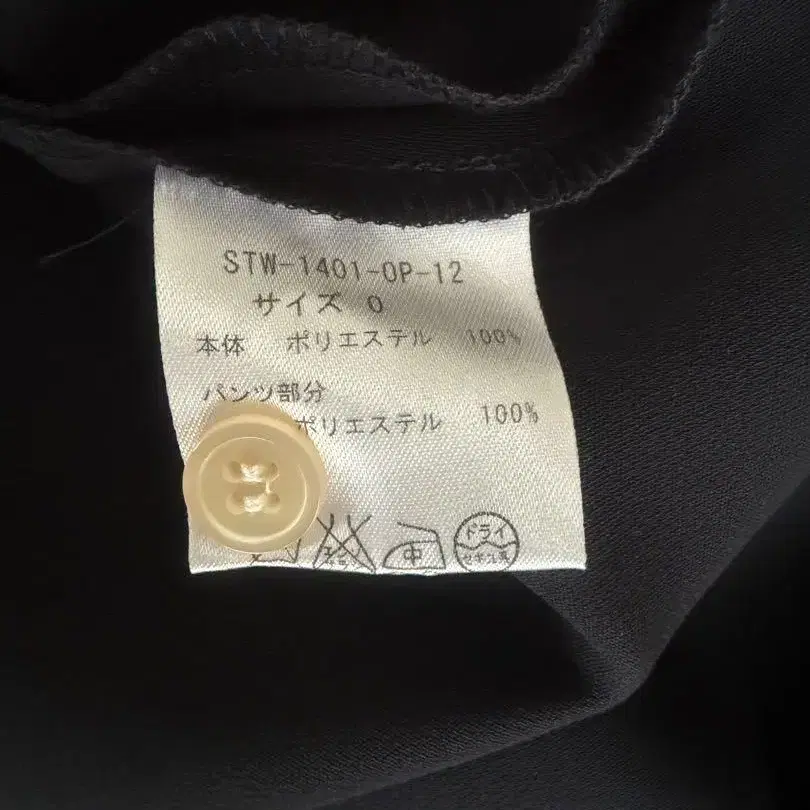 STW-1401-OP-12
サイズ 0
本体 ポリエステル 100%
パンツ部分
ポリエステル 100%
中 ドライ